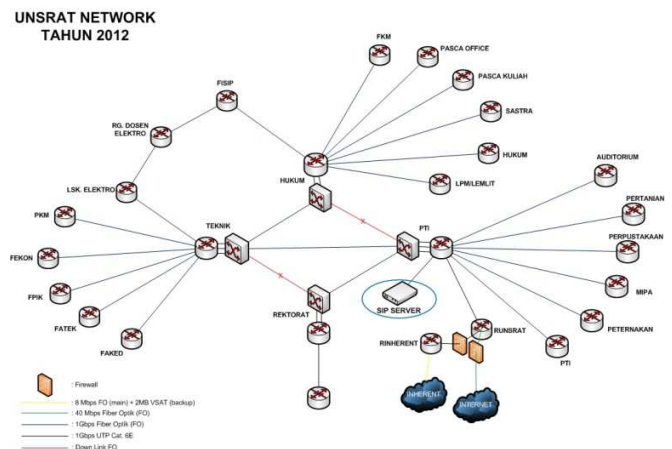 UNSRAT NETWORK
TAHUN 2012
FKM
PASCA OFFICE
PASCA KULIAH
SASTRA
HUKUM
LPM/LEMLIT
FISIP
RG. DOSEN
ELEKTRO
LSK. ELEKTRO
HUKUM
AUDITORIUM
PERTANIAN
PERPUSTAKAAN
MIPA
PETERNAKAN
PTi
PKM
FEKON
FPIK
FATEK
FAKED
TEKNIK
PTi
REKTORAT
SIP SERVER
RINHERENT
RUNSRAT
INHERENT
INTERNET
: Firewall
: 8 Mbps FO (main) + 2MB VSAT (backup)
: 40 Mbps Fiber Optik (FO)
: 1Gbps Fiber Optik (FO)
: 1Gbps UTP Cat. 6E
: Down Link FO